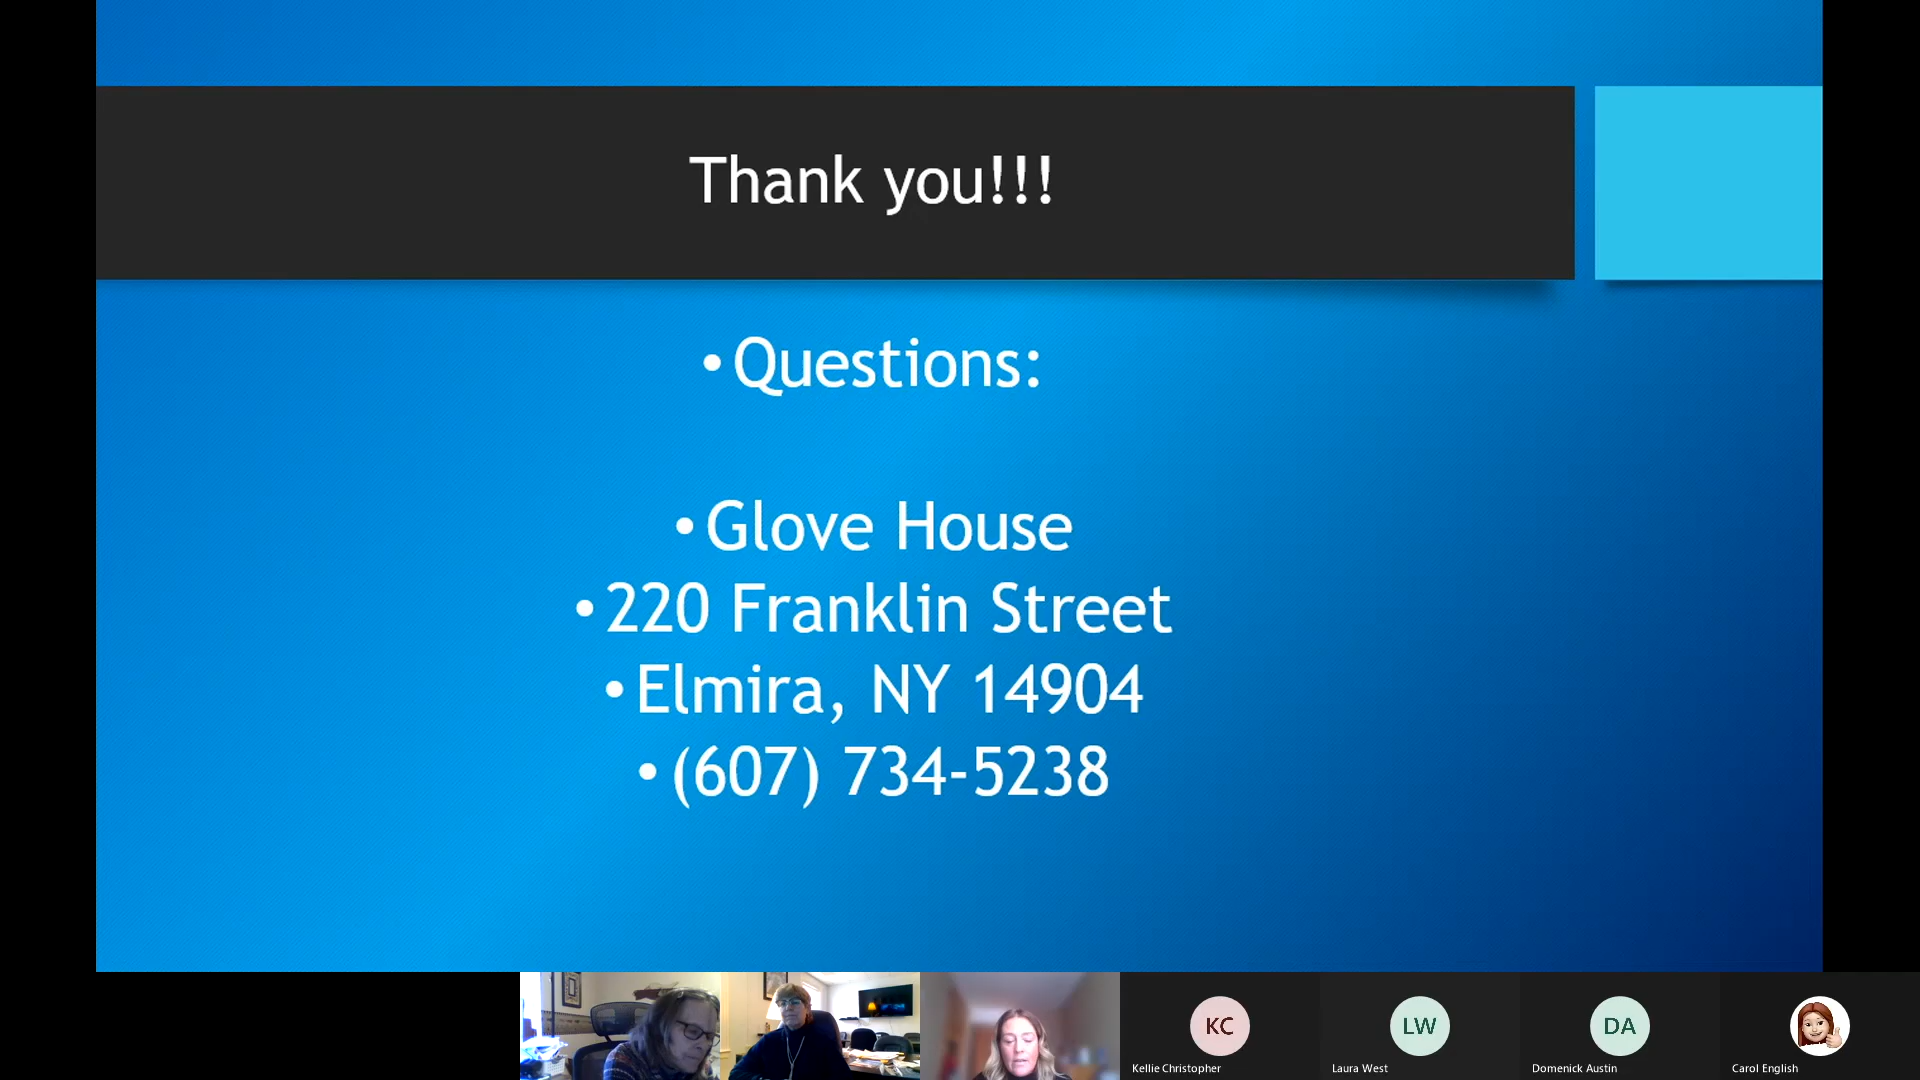 Thank you!!!
•Questions:
•Glove House
•220 Franklin Street
•Elmira, NY 14904
•(607) 734-5238
KC
LW
DA
Kellie Christopher
Laura West
Domenick Austin
Carol English